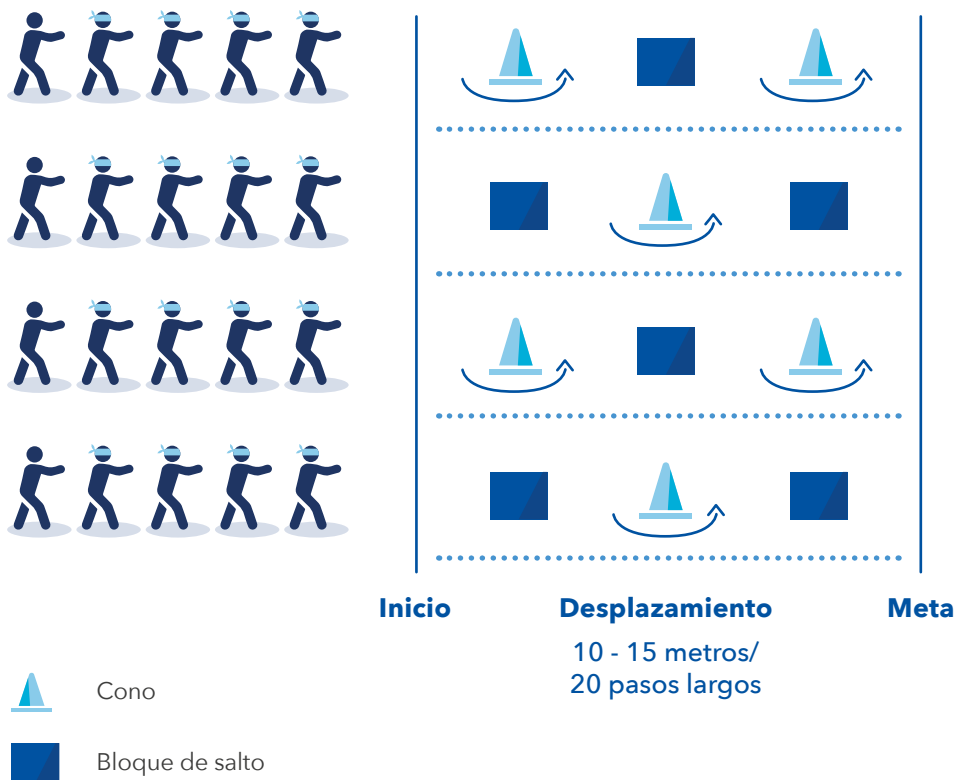 Inicio
Desplazamiento
Meta
10 - 15 metros/
20 pasos largos
Cono
Bloque de salto